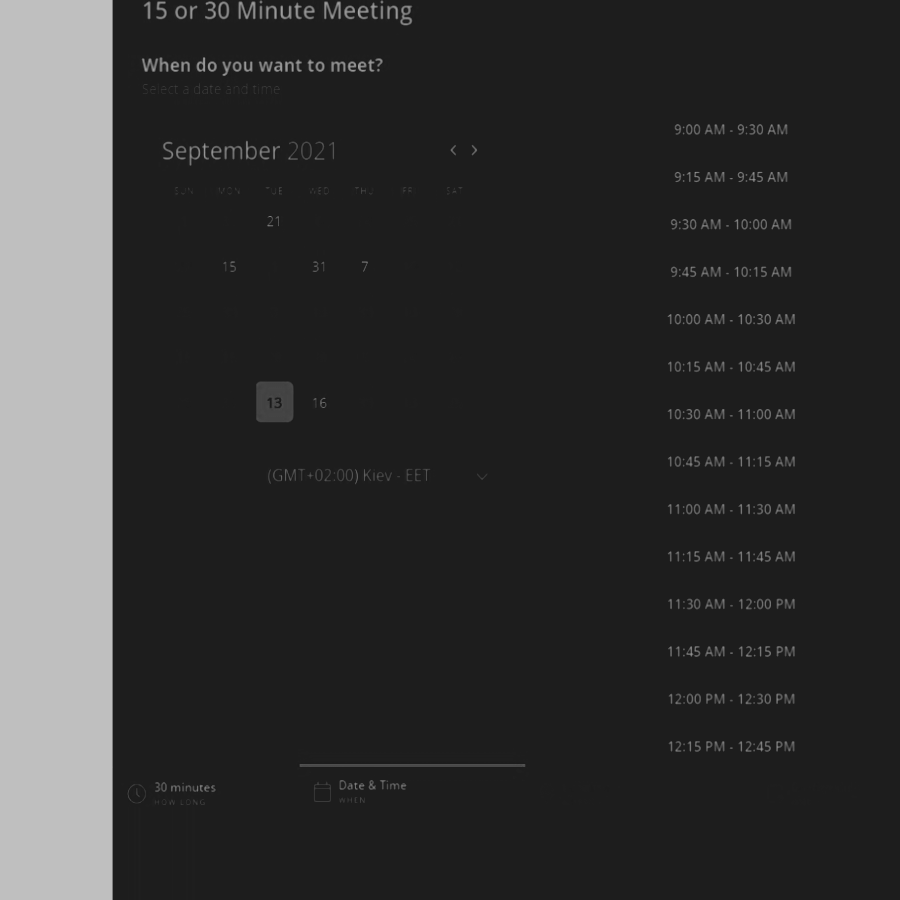 15 or 30 Minute Meeting
When do you want to meet?
Select a date and time
September 2021
SUN MON TUE WED THU FRI SAT
21
15 31 7
13 16
(GMT+02:00) Kiev - EET
9:00 AM - 9:30 AM
9:15 AM - 9:45 AM
9:30 AM - 10:00 AM
9:45 AM - 10:15 AM
10:00 AM - 10:30 AM
10:15 AM - 10:45 AM
10:30 AM - 11:00 AM
10:45 AM - 11:15 AM
11:00 AM - 11:30 AM
11:15 AM - 11:45 AM
11:30 AM - 12:00 PM
11:45 AM - 12:15 PM
12:00 PM - 12:30 PM
12:15 PM - 12:45 PM
30 minutes
HOW LONG
Date & Time
WHEN